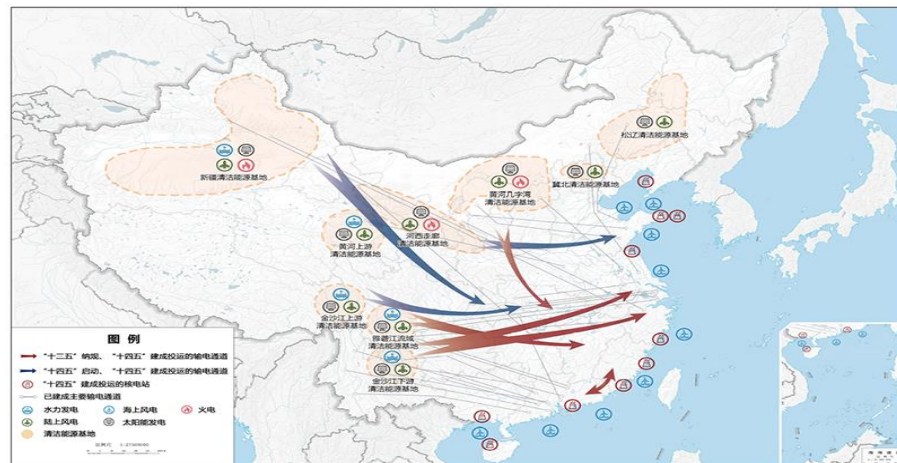 松辽清洁能源基地
新疆清洁能源基地
黄河几字湾
清洁能源基地
冀北清洁能源基地
黄河上游
清洁能源基地
河西走廊
清洁能源基地
金沙江上游
清洁能源基地
雅砻江流域
清洁能源基地
金沙江下游
清洁能源基地
图 例
“十三五”纳规、“十四五”建成投运的输电通道
“十四五”启动、“十四五”建成投运的输电通道
“十四五”建成投运的核电站
已建成主要输电通道
水力发电 海上风电 火电
陆上风电 太阳能发电
清洁能源基地
比例尺